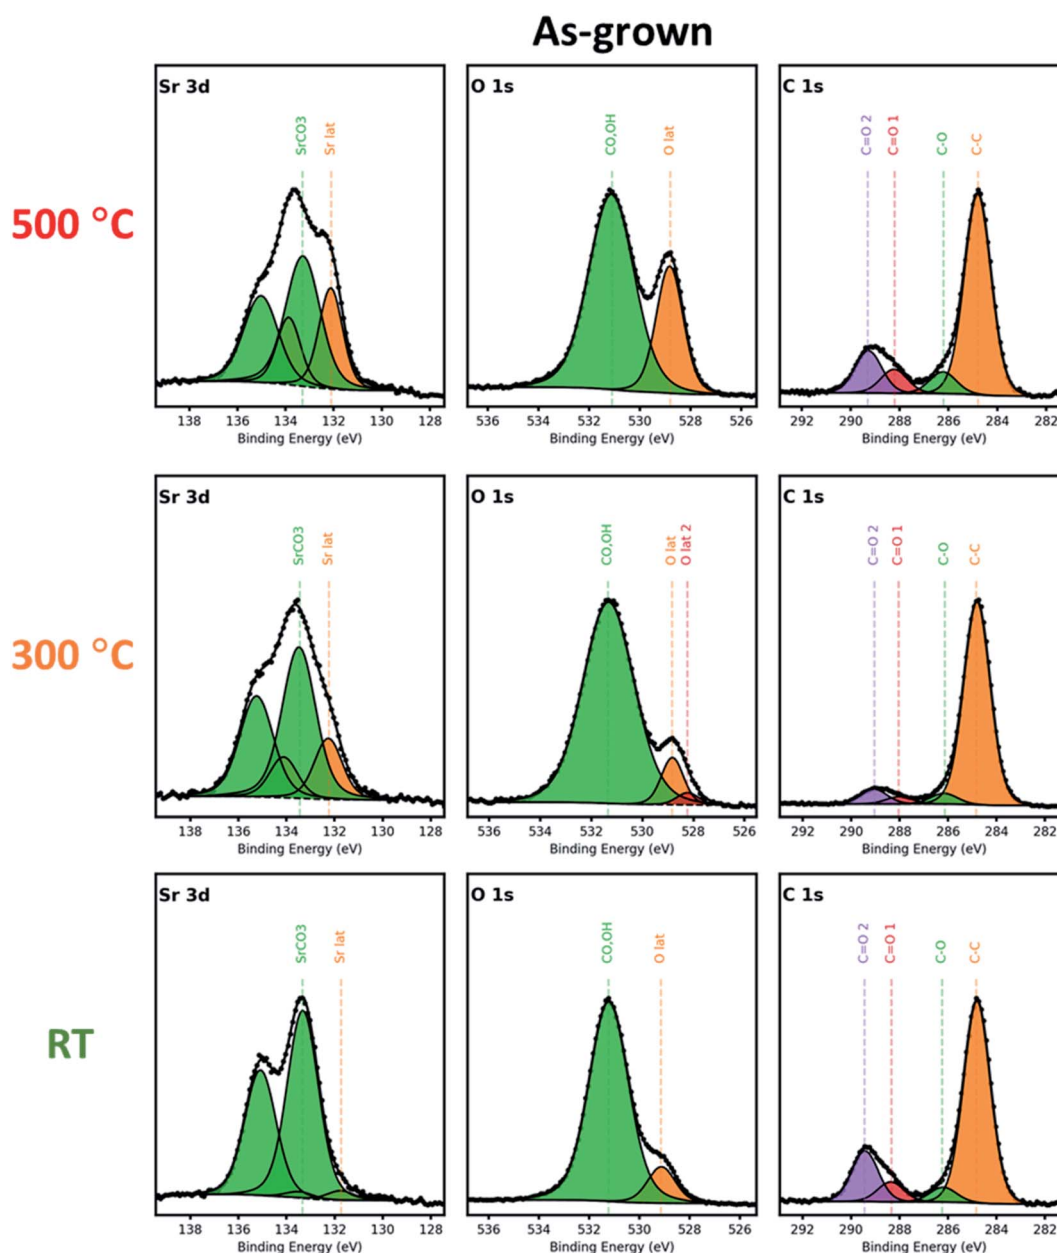 As-grown
500 °C
Sr 3d
SrCO3
Sr lat
138 136 134 132 130 128
Binding Energy (eV)
O 1s
CO,OH
O lat
536 534 532 530 528 526
Binding Energy (eV)
C 1s
C=O 2
C=O 1
C-O
C-C
292 290 288 286 284 282
Binding Energy (eV)
300 °C
Sr 3d
SrCO3
Sr lat
138 136 134 132 130 128
Binding Energy (eV)
O 1s
CO,OH
O lat
O lat 2
536 534 532 530 528 526
Binding Energy (eV)
C 1s
C=O 2
C=O 1
C-O
C-C
292 290 288 286 284 282
Binding Energy (eV)
RT
Sr 3d
SrCO3
Sr lat
138 136 134 132 130 128
Binding Energy (eV)
O 1s
CO,OH
O lat
536 534 532 530 528 526
Binding Energy (eV)
C 1s
C=O 2
C=O 1
C-O
C-C
292 290 288 286 284 282
Binding Energy (eV)